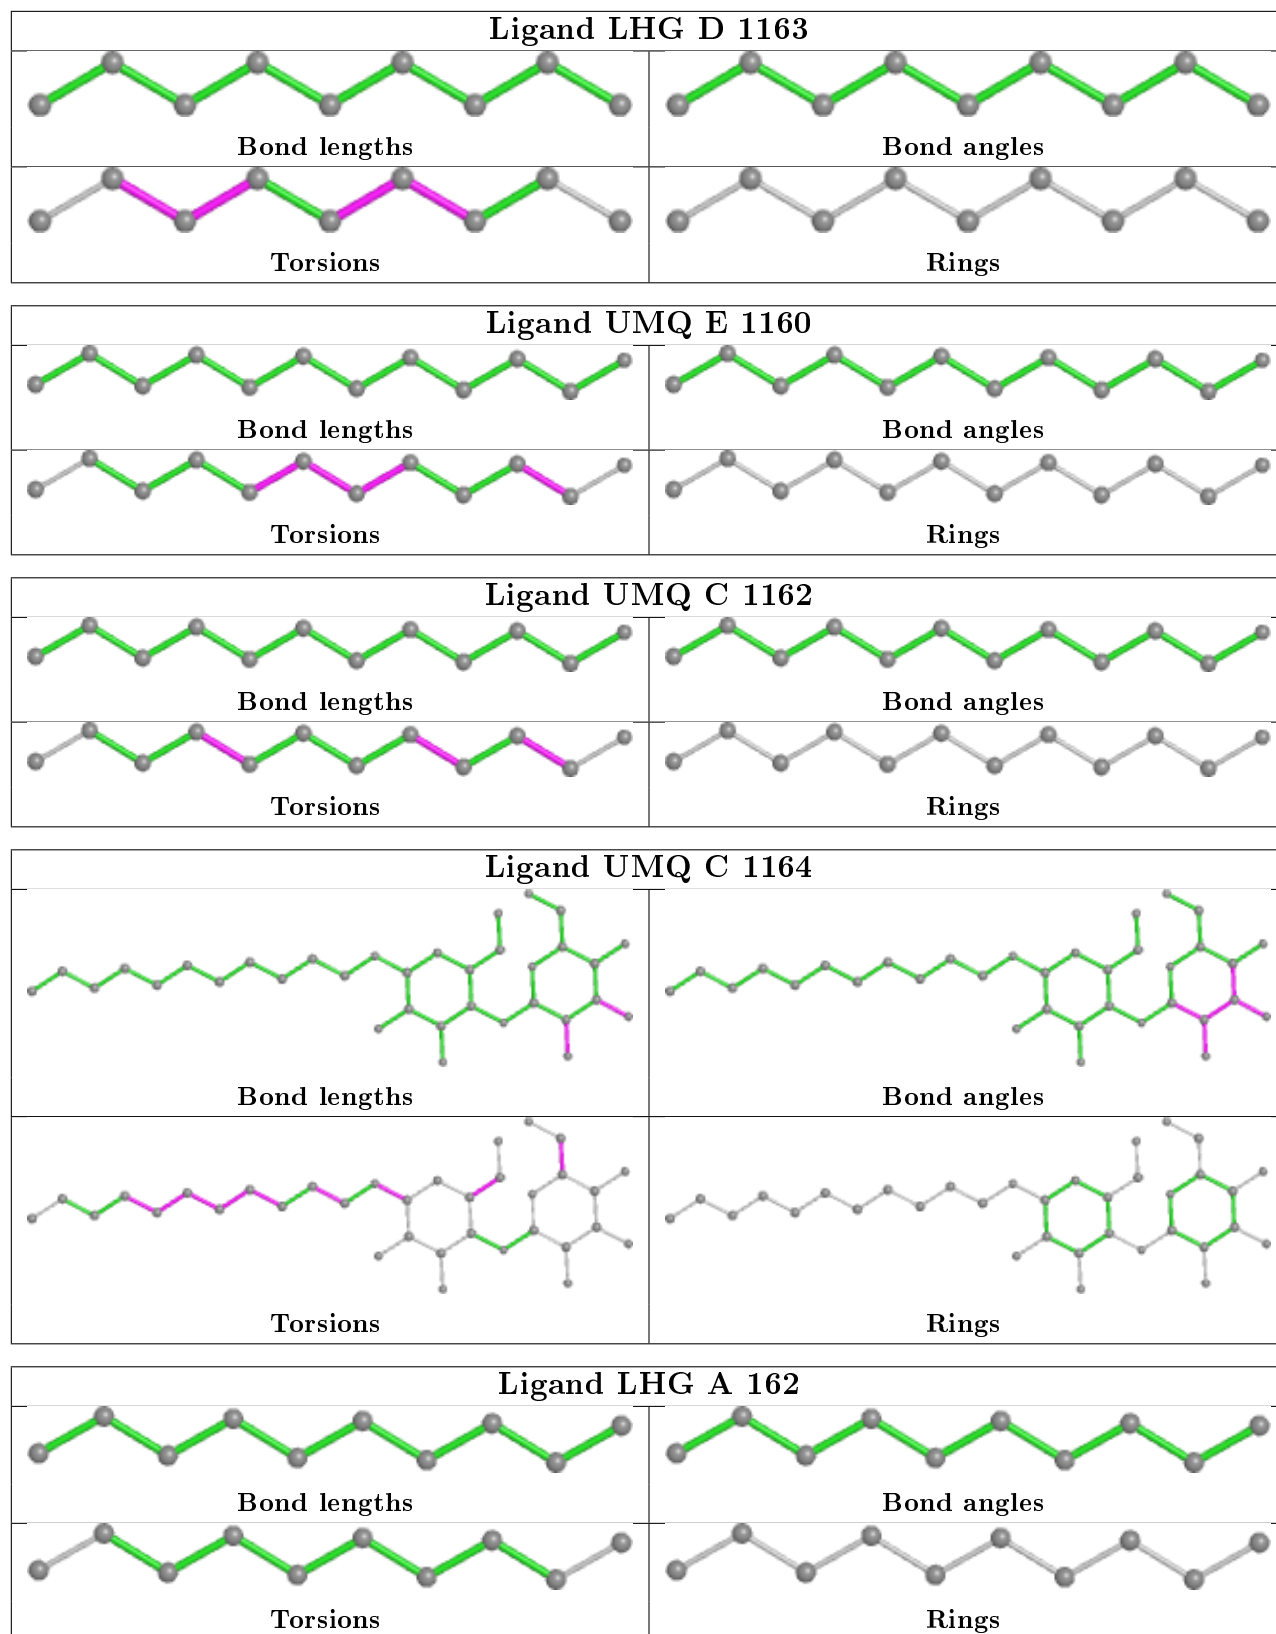 Ligand LHG D 1163
Bond lengths
Bond angles
Torsions
Rings
Ligand UMQ E 1160
Bond lengths
Bond angles
Torsions
Rings
Ligand UMQ C 1162
Bond lengths
Bond angles
Torsions
Rings
Ligand UMQ C 1164
Bond lengths
Bond angles
Torsions
Rings
Ligand LHG A 162
Bond lengths
Bond angles
Torsions
Rings